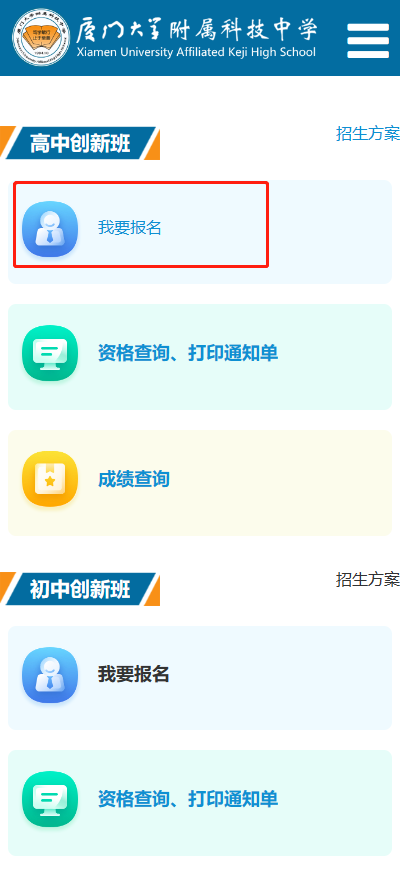 厦门大学附属科技中学
Xiamen University Affiliated Keji High School
高中创新班
招生方案
我要报名
资格查询、打印通知单
成绩查询
初中创新班
招生方案
我要报名
资格查询、打印通知单